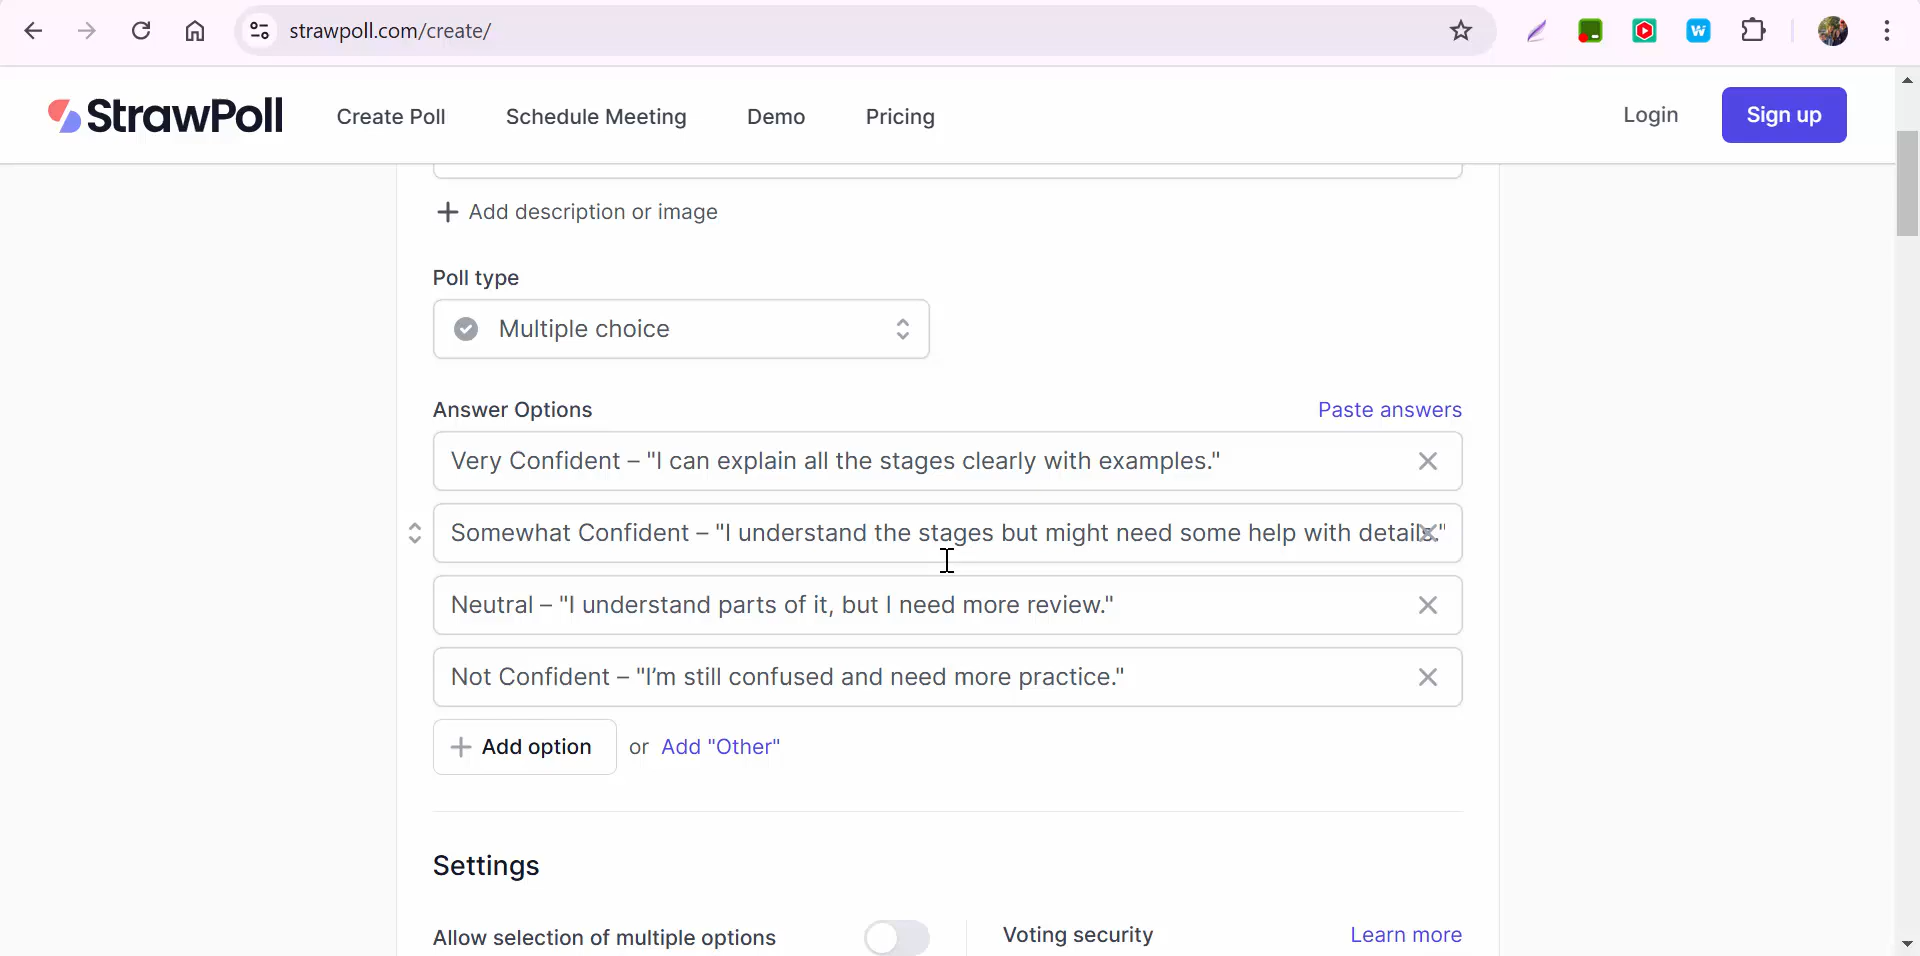 strawpoll.com/create/
StrawPoll
Create Poll
Schedule Meeting
Demo
Pricing
Login
Sign up
Add description or image
Poll type
Multiple choice
Answer Options
Paste answers
Very Confident – "I can explain all the stages clearly with examples."
Somewhat Confident – "I understand the stages but might need some help with details."
Neutral – "I understand parts of it, but I need more review."
Not Confident – "I’m still confused and need more practice."
Add option
or Add "Other"
Settings
Allow selection of multiple options
Voting security
Learn more